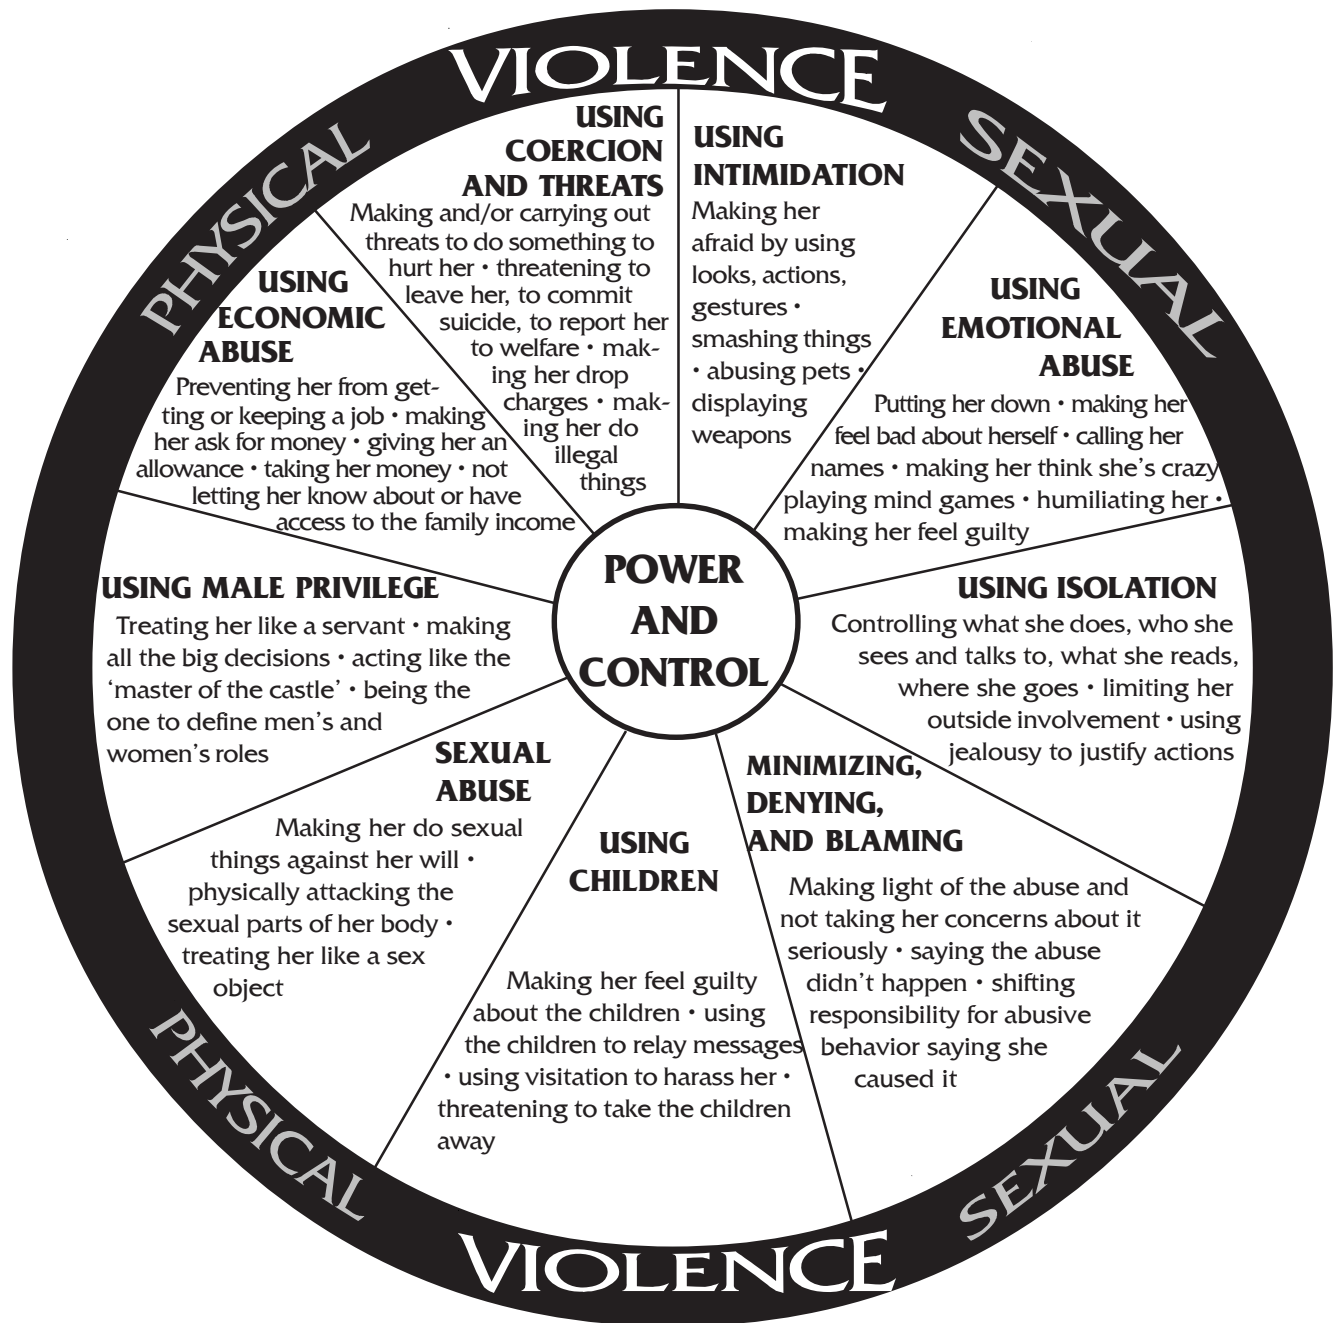 VIOLENCE
PHYSICAL
SEXUAL
USING
COERCION
AND THREATS
Making and/or carrying out
threats to do something to
hurt her • threatening to
leave her, to commit
suicide, to report her
to welfare • mak-
ing her drop
charges • mak-
ing her do
illegal
things
USING
INTIMIDATION
Making her
afraid by using
looks, actions,
gestures •
smashing things
• abusing pets •
displaying
weapons
USING
EMOTIONAL
ABUSE
Putting her down • making her
feel bad about herself • calling her
names • making her think she's crazy
playing mind games • humiliating her •
making her feel guilty
USING ISOLATION
Controlling what she does, who she
sees and talks to, what she reads,
where she goes • limiting her
outside involvement • using
jealousy to justify actions
MINIMIZING,
DENYING,
AND BLAMING
Making light of the abuse and
not taking her concerns about it
seriously • saying the abuse
didn't happen • shifting
responsibility for abusive
behavior saying she
caused it
USING
CHILDREN
Making her feel guilty
about the children • using
the children to relay messages
• using visitation to harass her •
threatening to take the children
away
SEXUAL
ABUSE
Making her do sexual
things against her will •
physically attacking the
sexual parts of her body •
treating her like a sex
object
USING MALE PRIVILEGE
Treating her like a servant • making
all the big decisions • acting like the
‘master of the castle’ • being the
one to define men's and
women's roles
USING
ECONOMIC
ABUSE
Preventing her from get-
ting or keeping a job • making
her ask for money • giving her an
allowance • taking her money • not
letting her know about or have
access to the family income
POWER
AND
CONTROL
PHYSICAL
SEXUAL
VIOLENCE